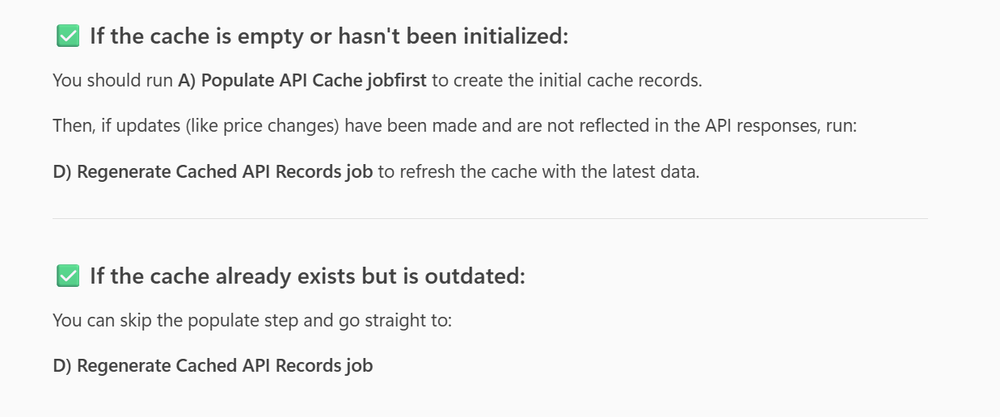 ✅ If the cache is empty or hasn't been initialized:
You should run A) Populate API Cache jobfirst to create the initial cache records.
Then, if updates (like price changes) have been made and are not reflected in the API responses, run:
D) Regenerate Cached API Records job to refresh the cache with the latest data.
✅ If the cache already exists but is outdated:
You can skip the populate step and go straight to:
D) Regenerate Cached API Records job